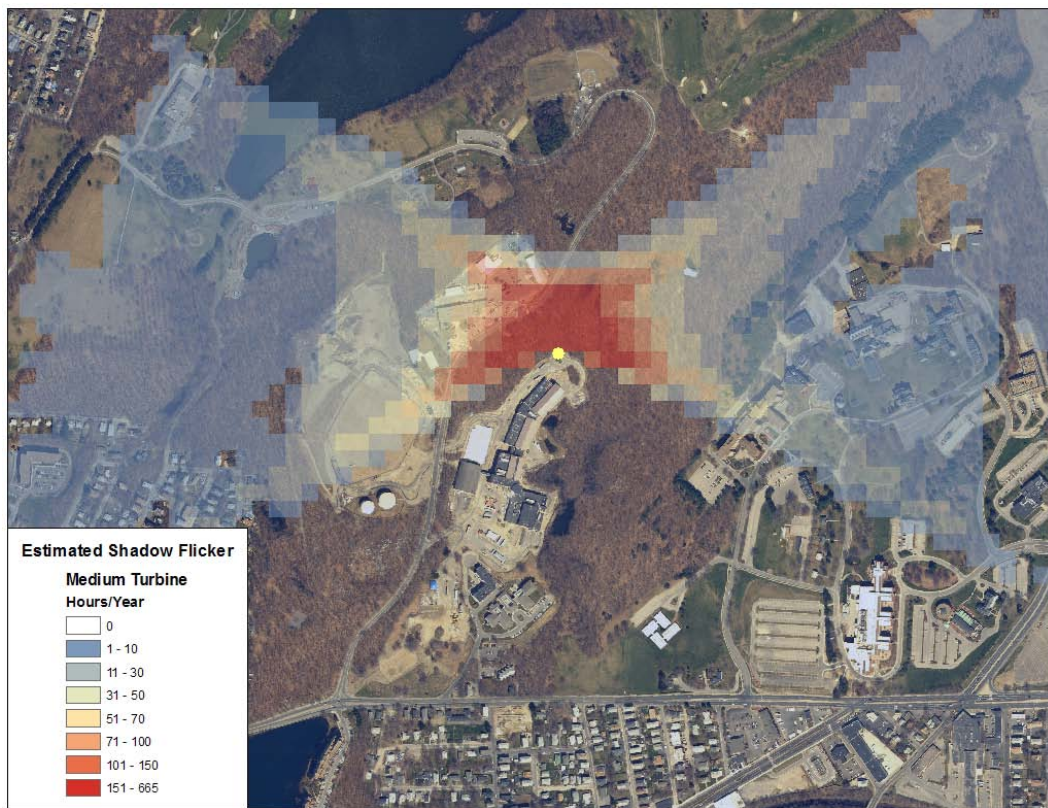 Estimated Shadow Flicker
Medium Turbine
Hours/Year
0
1 - 10
11 - 30
31 - 50
51 - 70
71 - 100
101 - 150
151 - 665